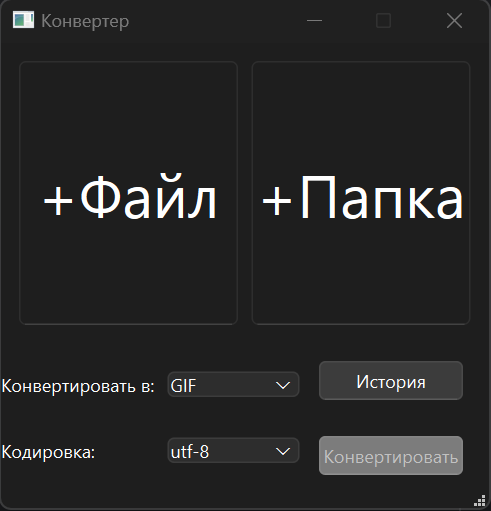 Конвертер
+Файл +Папка
Конвертировать в: GIF История
Кодировка: utf-8 Конвертировать